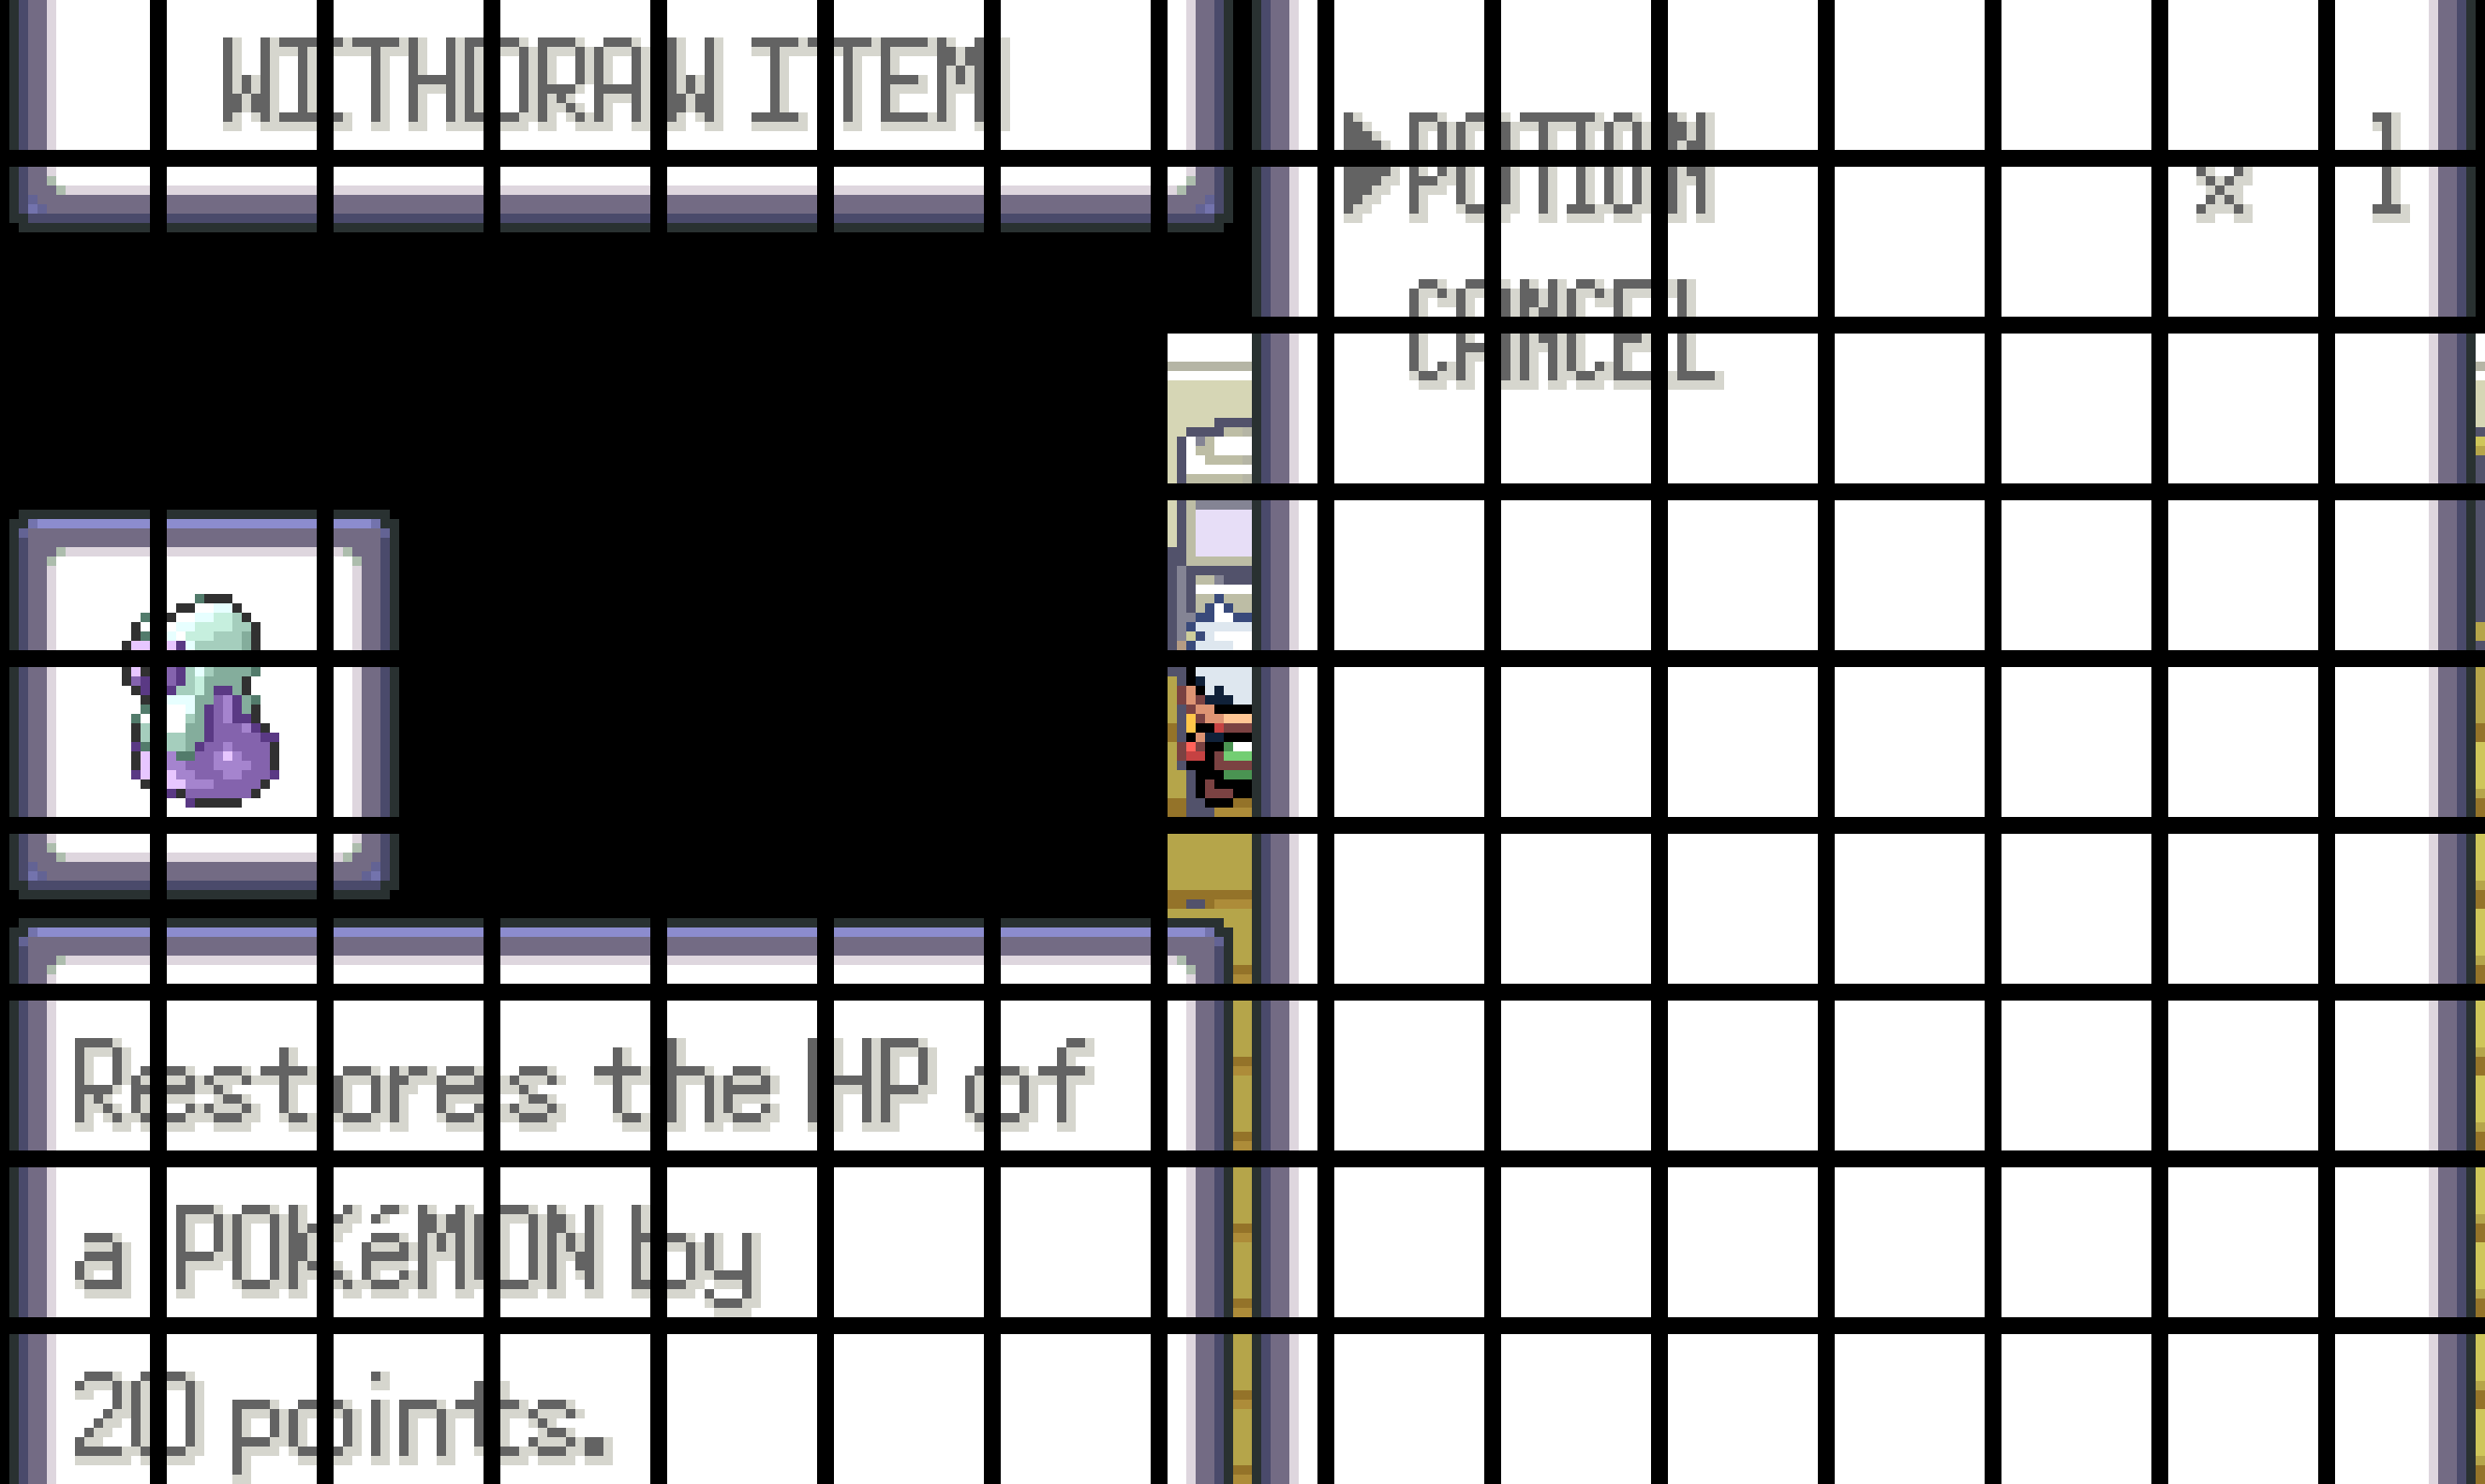 WITHDRAW ITEM
▶POTION x 1
CANCEL
Restores the HP of
a POKéMON by
20 points.